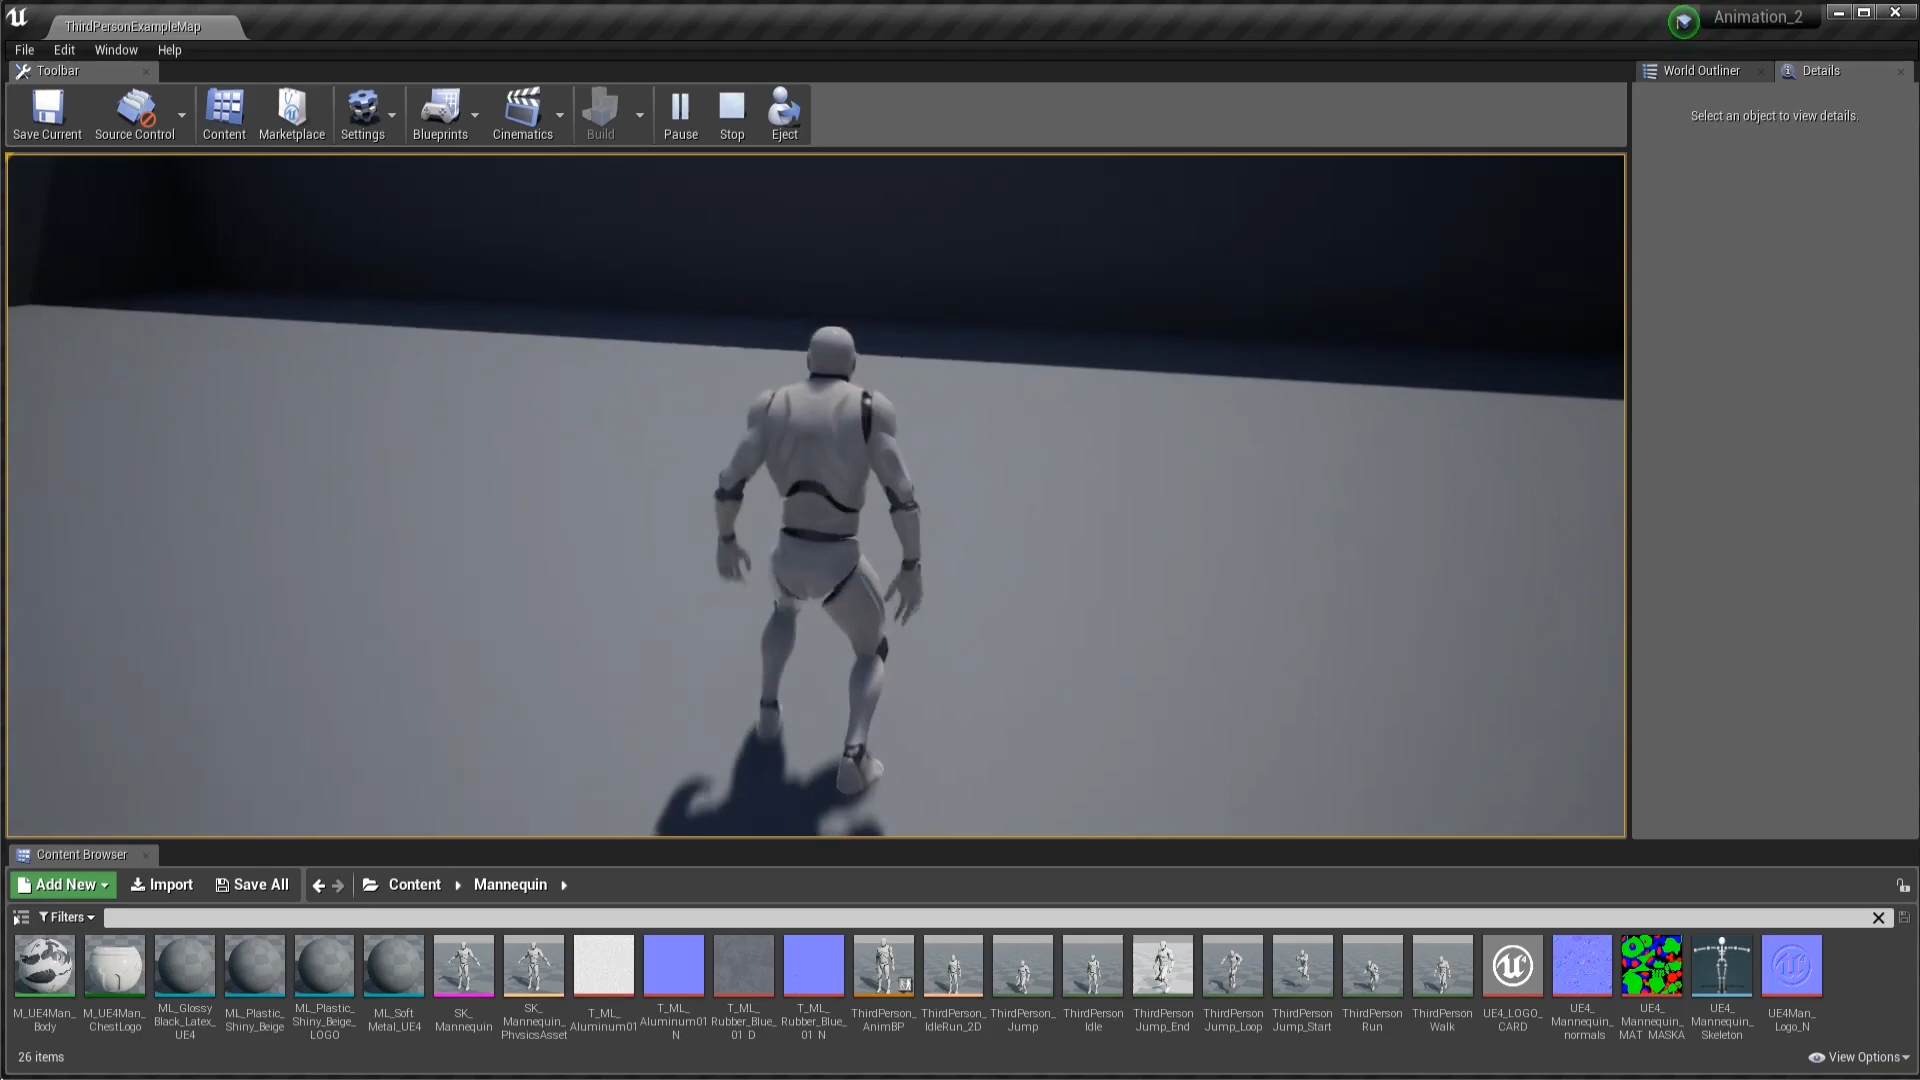 ThirdPersonExampleMap
Animation_2
File Edit Window Help
Toolbar
World Outliner
Details
Save Current
Source Control
Content
Marketplace
Settings
Blueprints
Cinematics
Build
Pause
Stop
Eject
Select an object to view details.
Content Browser
Add New
Import
Save All
Content
Mannequin
Filters
M_UE4Man_
Body
M_UE4Man_
ChestLogo
ML_Glossy
Black_Latex_
UE4
ML_Plastic_
Shiny_Beige
ML_Plastic_
Shiny_Beige_
LOGO
ML_Soft
Metal_UE4
SK_
Mannequin
SK_
Mannequin_
PhysicsAsset
T_ML_
Aluminum01
T_ML_
Aluminum01_
N
T_ML_
Rubber_Blue_
01_D
T_ML_
Rubber_Blue_
01_N
ThirdPerson_
AnimBP
ThirdPerson_
IdleRun_2D
ThirdPerson_
Jump
ThirdPerson
Idle
ThirdPerson
Jump_End
ThirdPerson
Jump_Loop
ThirdPerson
Jump_Start
ThirdPerson
Run
ThirdPerson
Walk
UE4_LOGO_
CARD
UE4_
Mannequin_
normals
UE4_
Mannequin_
MAT_MASKA
UE4_
Mannequin_
Skeleton
UE4Man_
Logo_N
26 items
View Options